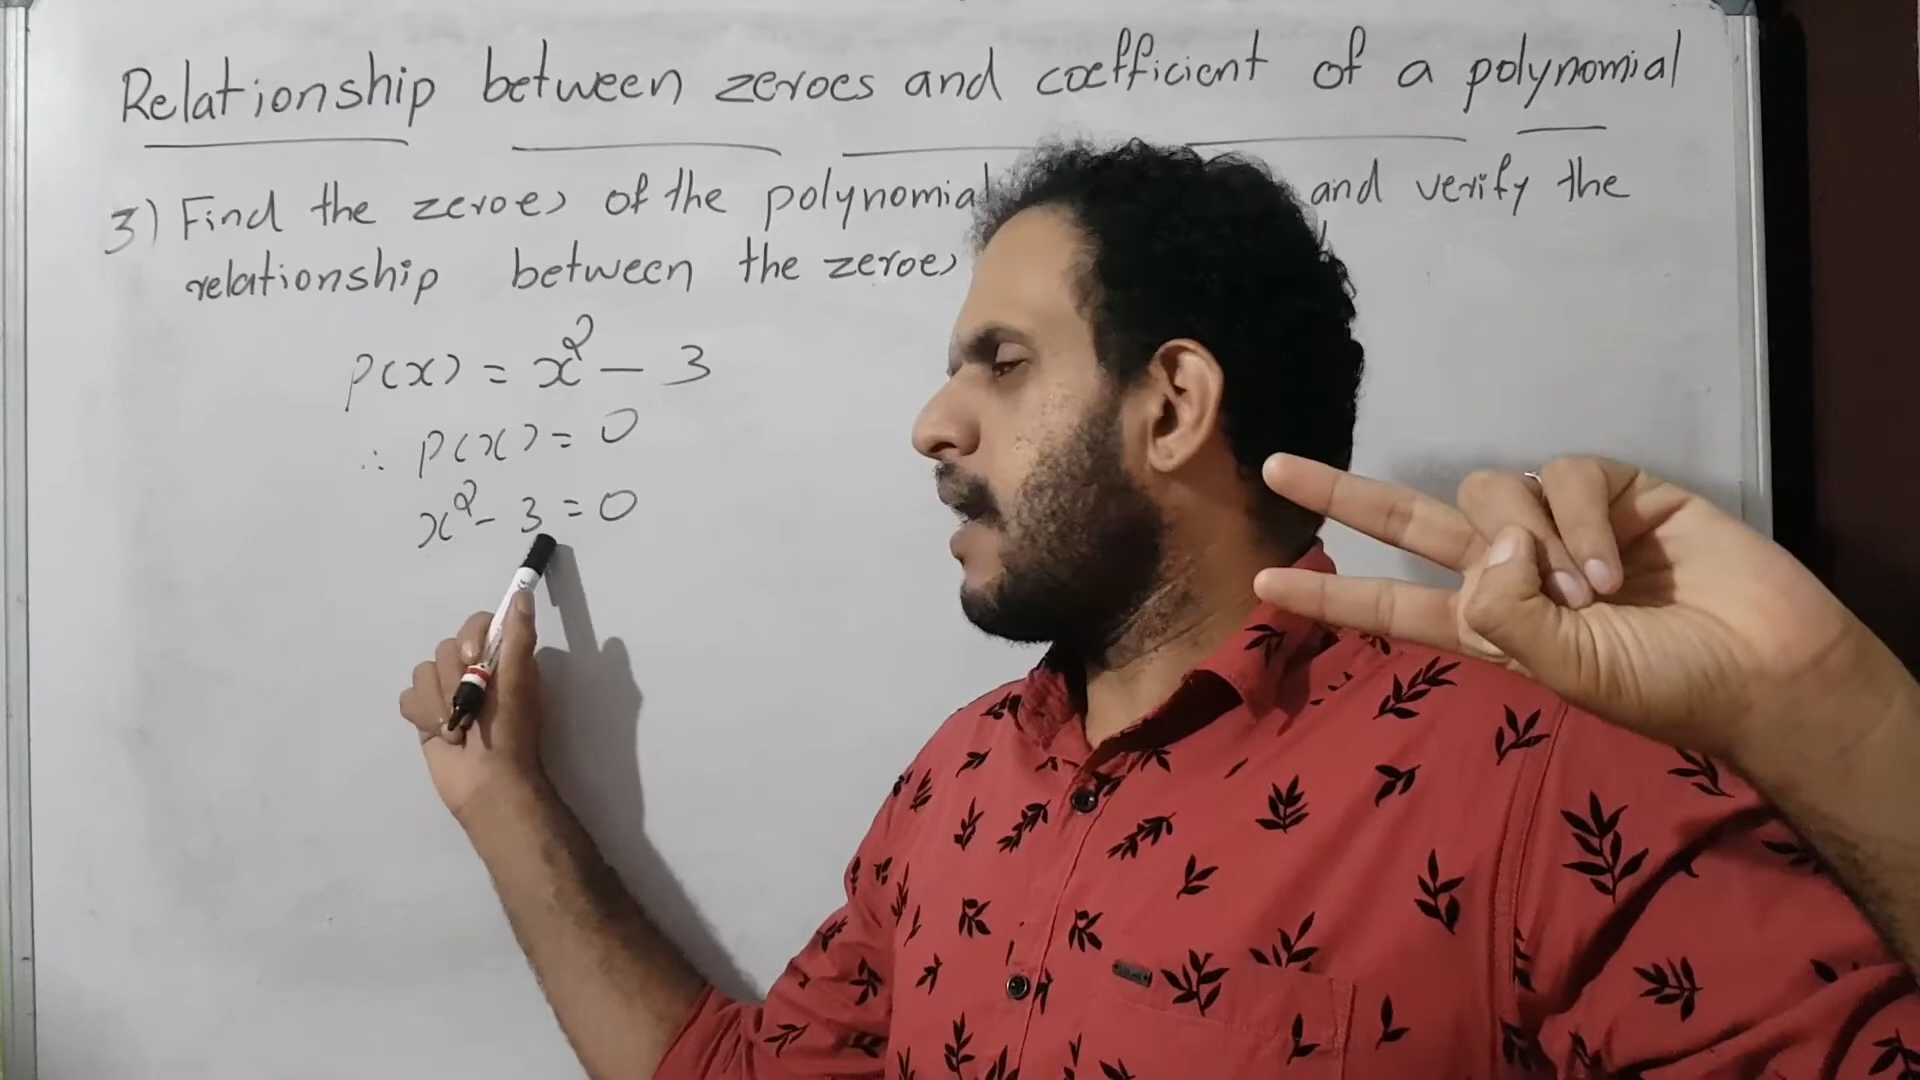 Relationship between zeroes and coefficient of a polynomial
3) Find the zeroes of the polynomial and verify the
relationship between the zeroes
P(x) = x² - 3
∴ P(x) = 0
x² - 3 = 0